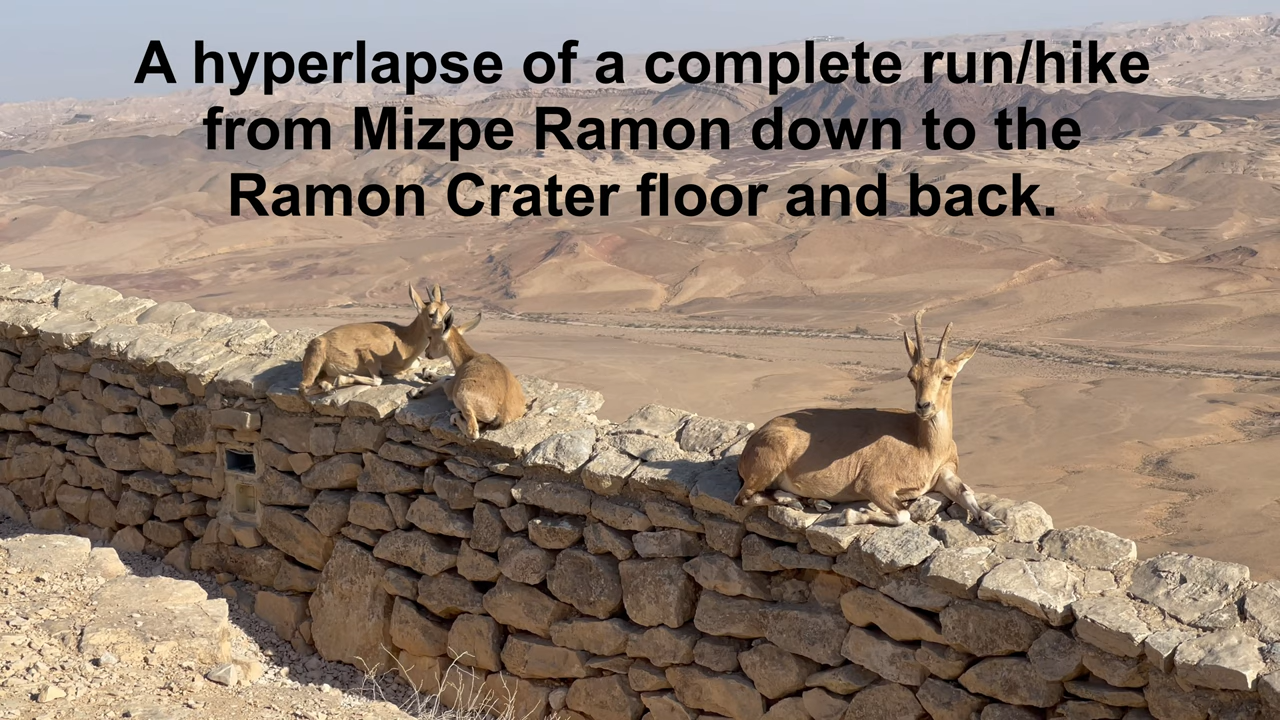 A hyperlapse of a complete run/hike
from Mizpe Ramon down to the
Ramon Crater floor and back.